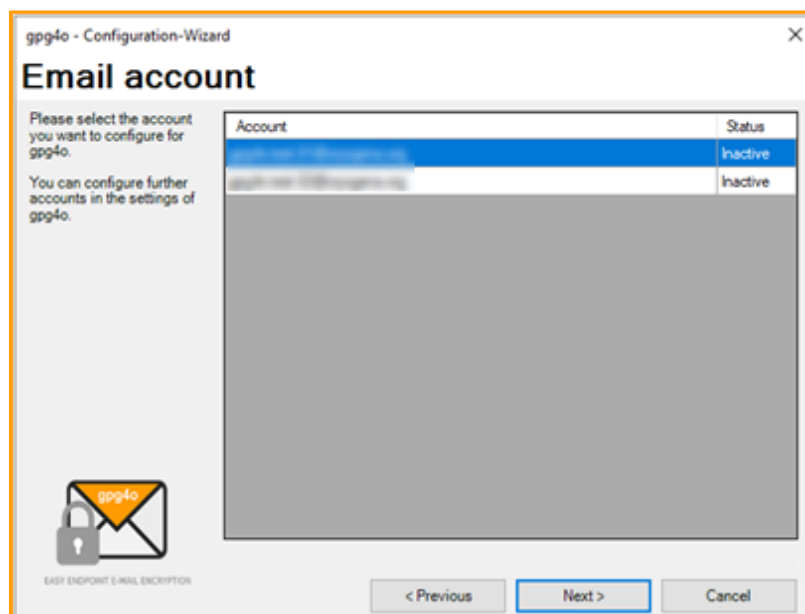 gpg4o - Configuration-Wizard
Email account
Please select the account
you want to configure for
gpg4o.
You can configure further
accounts in the settings of
gpg4o.
Account Status
Inactive
Inactive
gpg4o
EASY ENDPOINT E-MAIL ENCRYPTION
< Previous Next > Cancel